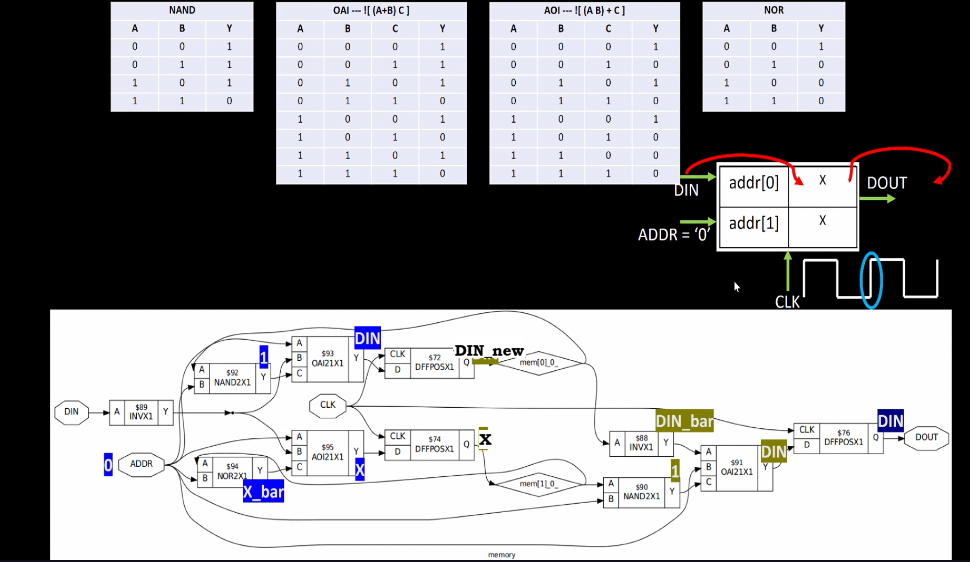 NAND
A B Y
0 0 1
0 1 1
1 0 1
1 1 0
OAI --- ![ (A+B) C ]
A B C Y
0 0 0 1
0 0 1 1
0 1 0 1
0 1 1 0
1 0 0 1
1 0 1 0
1 1 0 1
1 1 1 0
AOI --- ![ (A B) + C ]
A B C Y
0 0 0 1
0 0 1 0
0 1 0 1
0 1 1 0
1 0 0 1
1 0 1 0
1 1 0 0
1 1 1 0
NOR
A B Y
0 0 1
0 1 0
1 0 0
1 1 0
DIN
addr[0] X
DOUT
ADDR = ‘0’
addr[1] X
CLK
DIN
A $89 INVX1 Y
0
ADDR
1
A B $92 NAND2X1 Y
A B $94 NOR2X1 Y
X_bar
DIN
A B C $93 OAI21X1 Y
CLK
A B C $95 AOI21X1 Y
X
CLK D $72 DFFPOSX1 Q
DIN_new
mem[0]_0_
CLK D $74 DFFPOSX1 Q
X
mem[1]_0_
DIN_bar
A $88 INVX1 Y
1
A B $90 NAND2X1 Y
A B C $91 OAI21X1 Y
DIN
CLK D $76 DFFPOSX1 Q
DIN
DOUT
memory